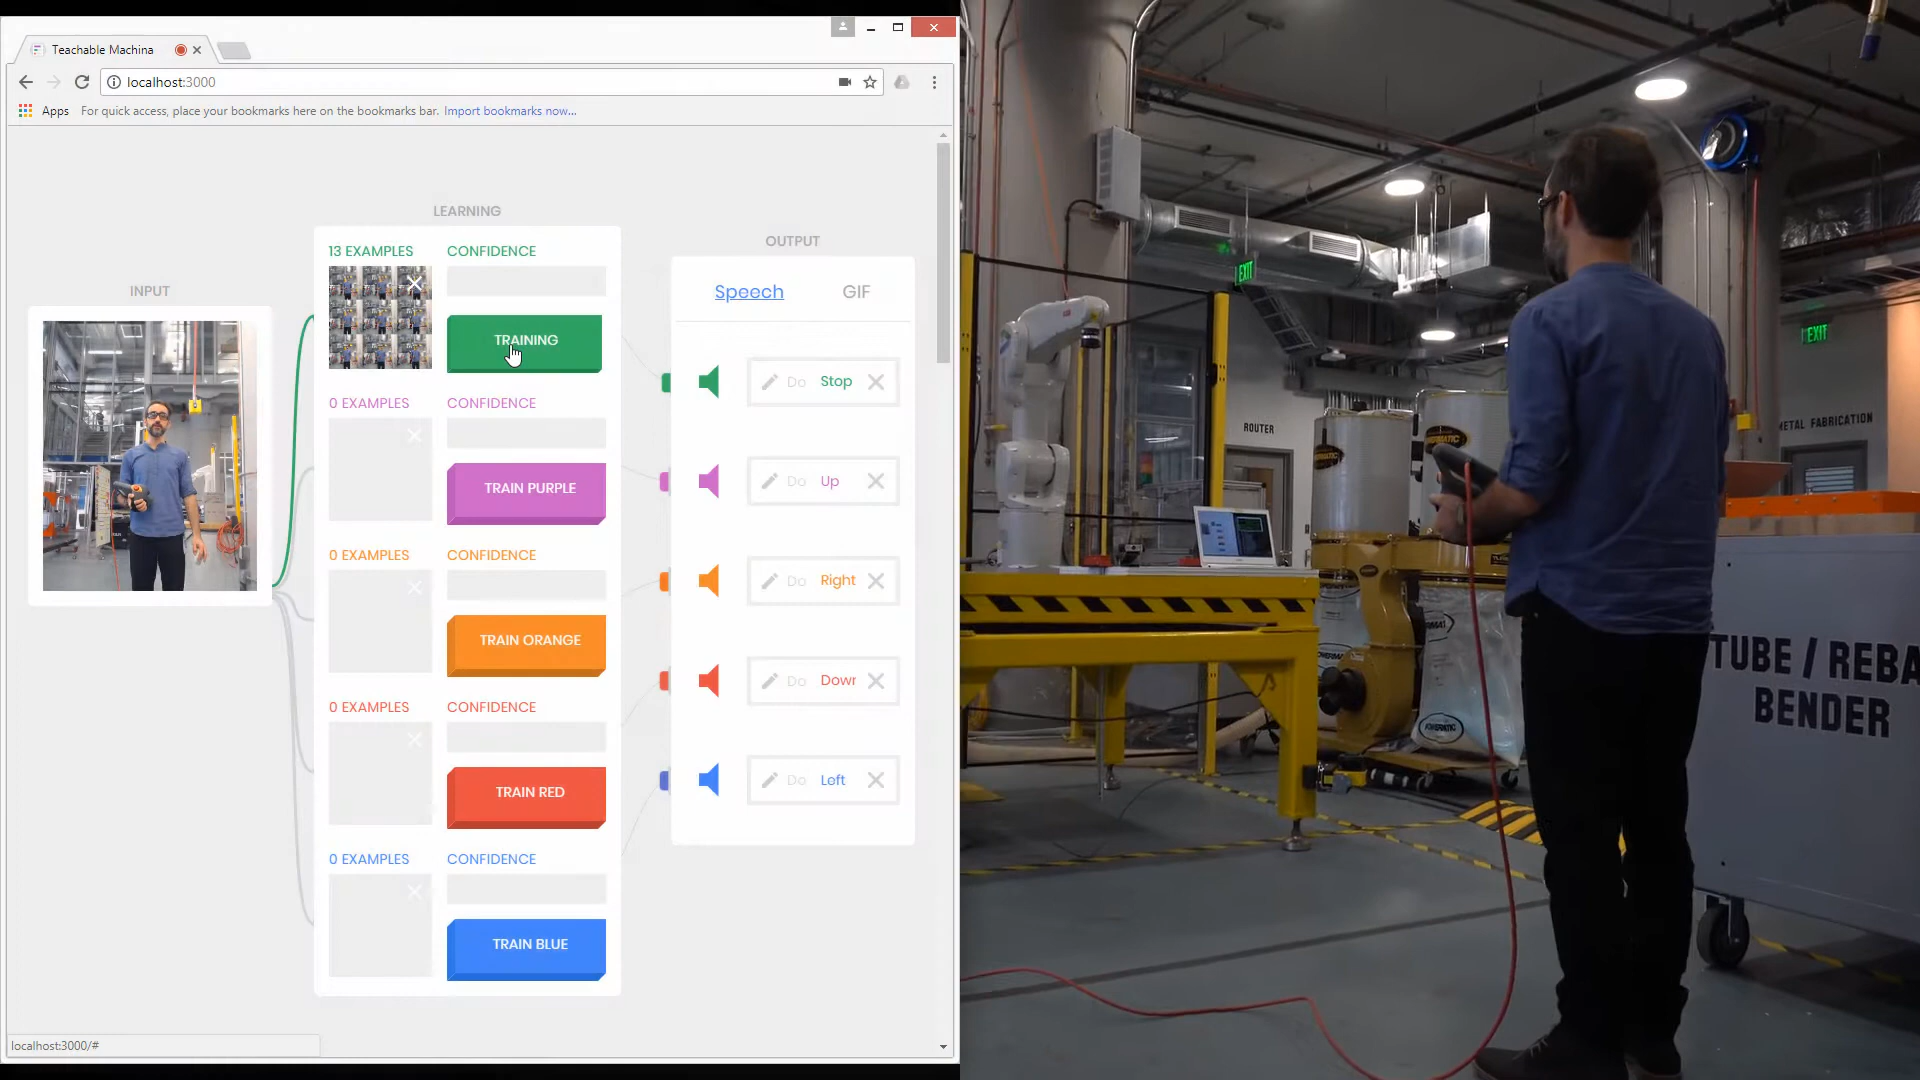 Teachable Machina
localhost:3000
Apps
For quick access, place your bookmarks here on the bookmarks bar. Import bookmarks now...
INPUT
LEARNING
13 EXAMPLES
CONFIDENCE
TRAINING
0 EXAMPLES
CONFIDENCE
TRAIN PURPLE
0 EXAMPLES
CONFIDENCE
TRAIN ORANGE
0 EXAMPLES
CONFIDENCE
TRAIN RED
0 EXAMPLES
CONFIDENCE
TRAIN BLUE
OUTPUT
Speech
GIF
Do Stop
Do Up
Do Right
Do Down
Do Left
localhost:3000/#
EXIT
EXIT
ROUTER
METAL FABRICATION
POWERMATIC
TUBE / REBA
BENDER